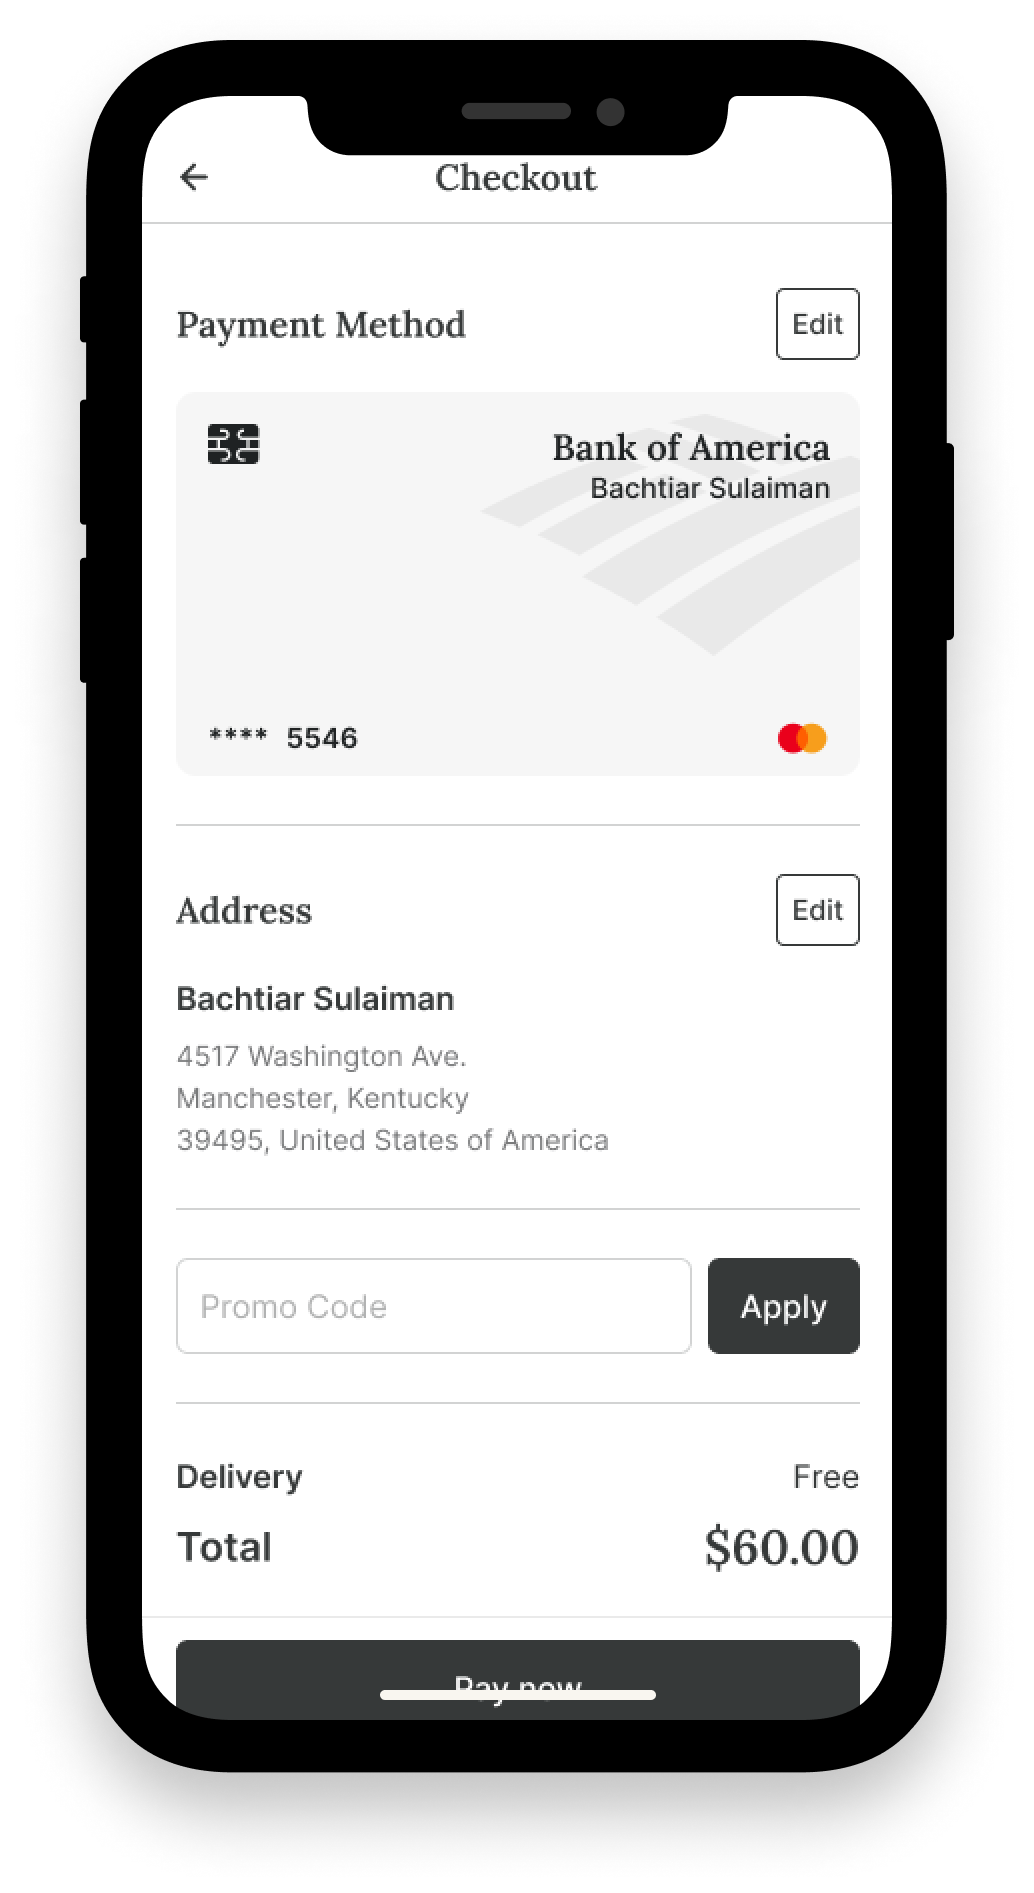 Checkout
Payment Method
Edit
Bank of America
Bachtiar Sulaiman
**** 5546
Address
Edit
Bachtiar Sulaiman
4517 Washington Ave.
Manchester, Kentucky
39495, United States of America
Promo Code
Apply
Delivery
Free
Total
$60.00
Pay now